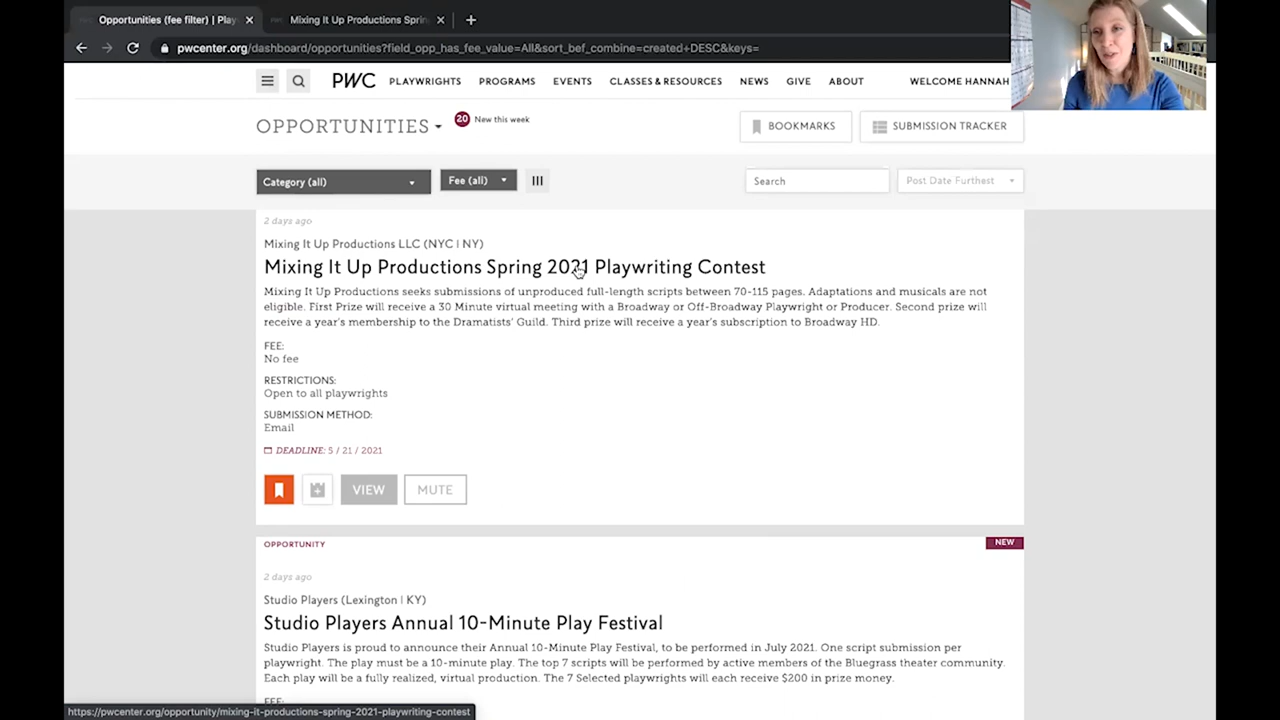 Opportunities (fee filter) | Play
Mixing It Up Productions Sprin
pwcenter.org/dashboard/opportunities?field_opp_has_fee_value=All&sort_bef_combine=created+DESC&keys=
PWC PLAYWRIGHTS PROGRAMS EVENTS CLASSES & RESOURCES NEWS GIVE ABOUT WELCOME HANNAH
OPPORTUNITIES 20 New this week BOOKMARKS SUBMISSION TRACKER
Category (all) Fee (all) Search Post Date Furthest
2 days ago
Mixing It Up Productions LLC (NYC | NY)
Mixing It Up Productions Spring 2021 Playwriting Contest
Mixing It Up Productions seeks submissions of unproduced full-length scripts between 70-115 pages. Adaptations and musicals are not
eligible. First Prize will receive a 30 Minute virtual meeting with a Broadway or Off-Broadway Playwright or Producer. Second prize will
receive a year's membership to the Dramatists' Guild. Third prize will receive a year's subscription to Broadway HD.
FEE:
No fee
RESTRICTIONS:
Open to all playwrights
SUBMISSION METHOD:
Email
DEADLINE: 5 / 21 / 2021
VIEW MUTE
OPPORTUNITY NEW
2 days ago
Studio Players (Lexington | KY)
Studio Players Annual 10-Minute Play Festival
Studio Players is proud to announce their Annual 10-Minute Play Festival, to be performed in July 2021. One script submission per
playwright. The play must be a 10-minute play. The top 7 scripts will be performed by active members of the Bluegrass theater community.
Each play will be a fully realized, virtual production. The 7 Selected playwrights will each receive $200 in prize money.
FEE:
https://pwcenter.org/opportunity/mixing-it-productions-spring-2021-playwriting-contest